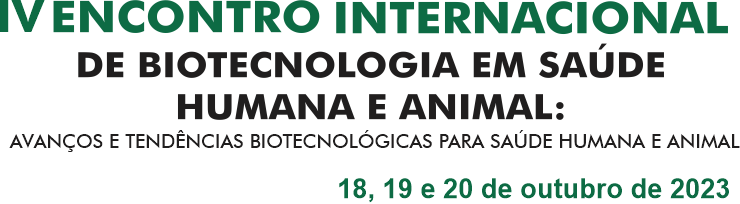 IV ENCONTRO INTERNACIONAL
DE BIOTECNOLOGIA EM SAÚDE
HUMANA E ANIMAL:
AVANÇOS E TENDÊNCIAS BIOTECNOLÓGICAS PARA SAÚDE HUMANA E ANIMAL
18, 19 e 20 de outubro de 2023